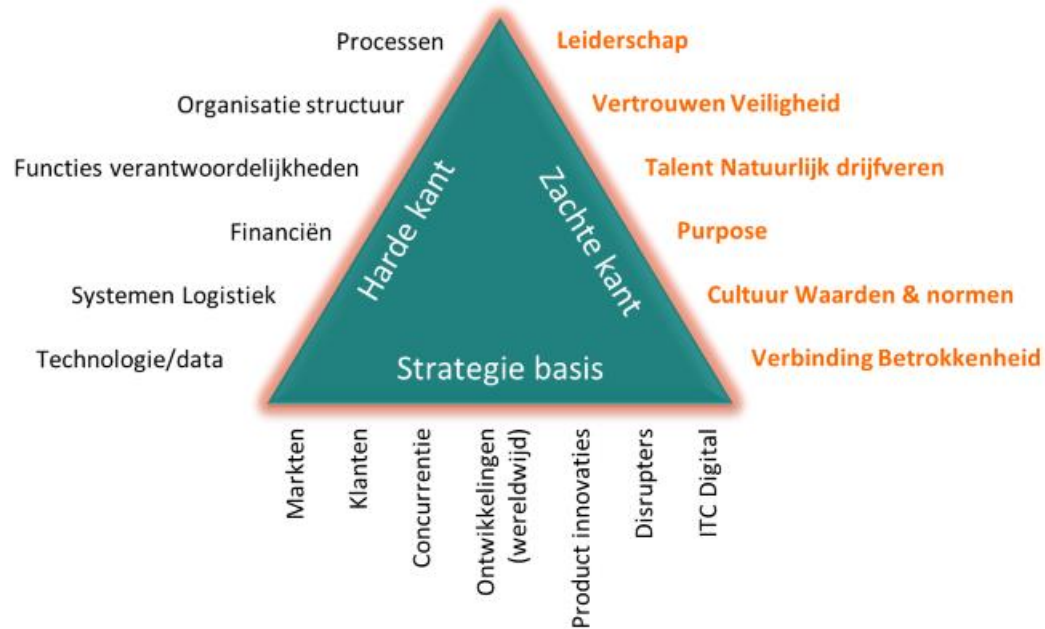 Processen
Leiderschap
Organisatie structuur
Vertrouwen Veiligheid
Functies verantwoordelijkheden
Talent Natuurlijk drijfveren
Financiën
Purpose
Systemen Logistiek
Cultuur Waarden & normen
Technologie/data
Verbinding Betrokkenheid
Harde kant
Zachte kant
Strategie basis
Markten
Klanten
Concurrentie
Ontwikkelingen
(wereldwijd)
Product innovaties
Disrupters
ITC Digital